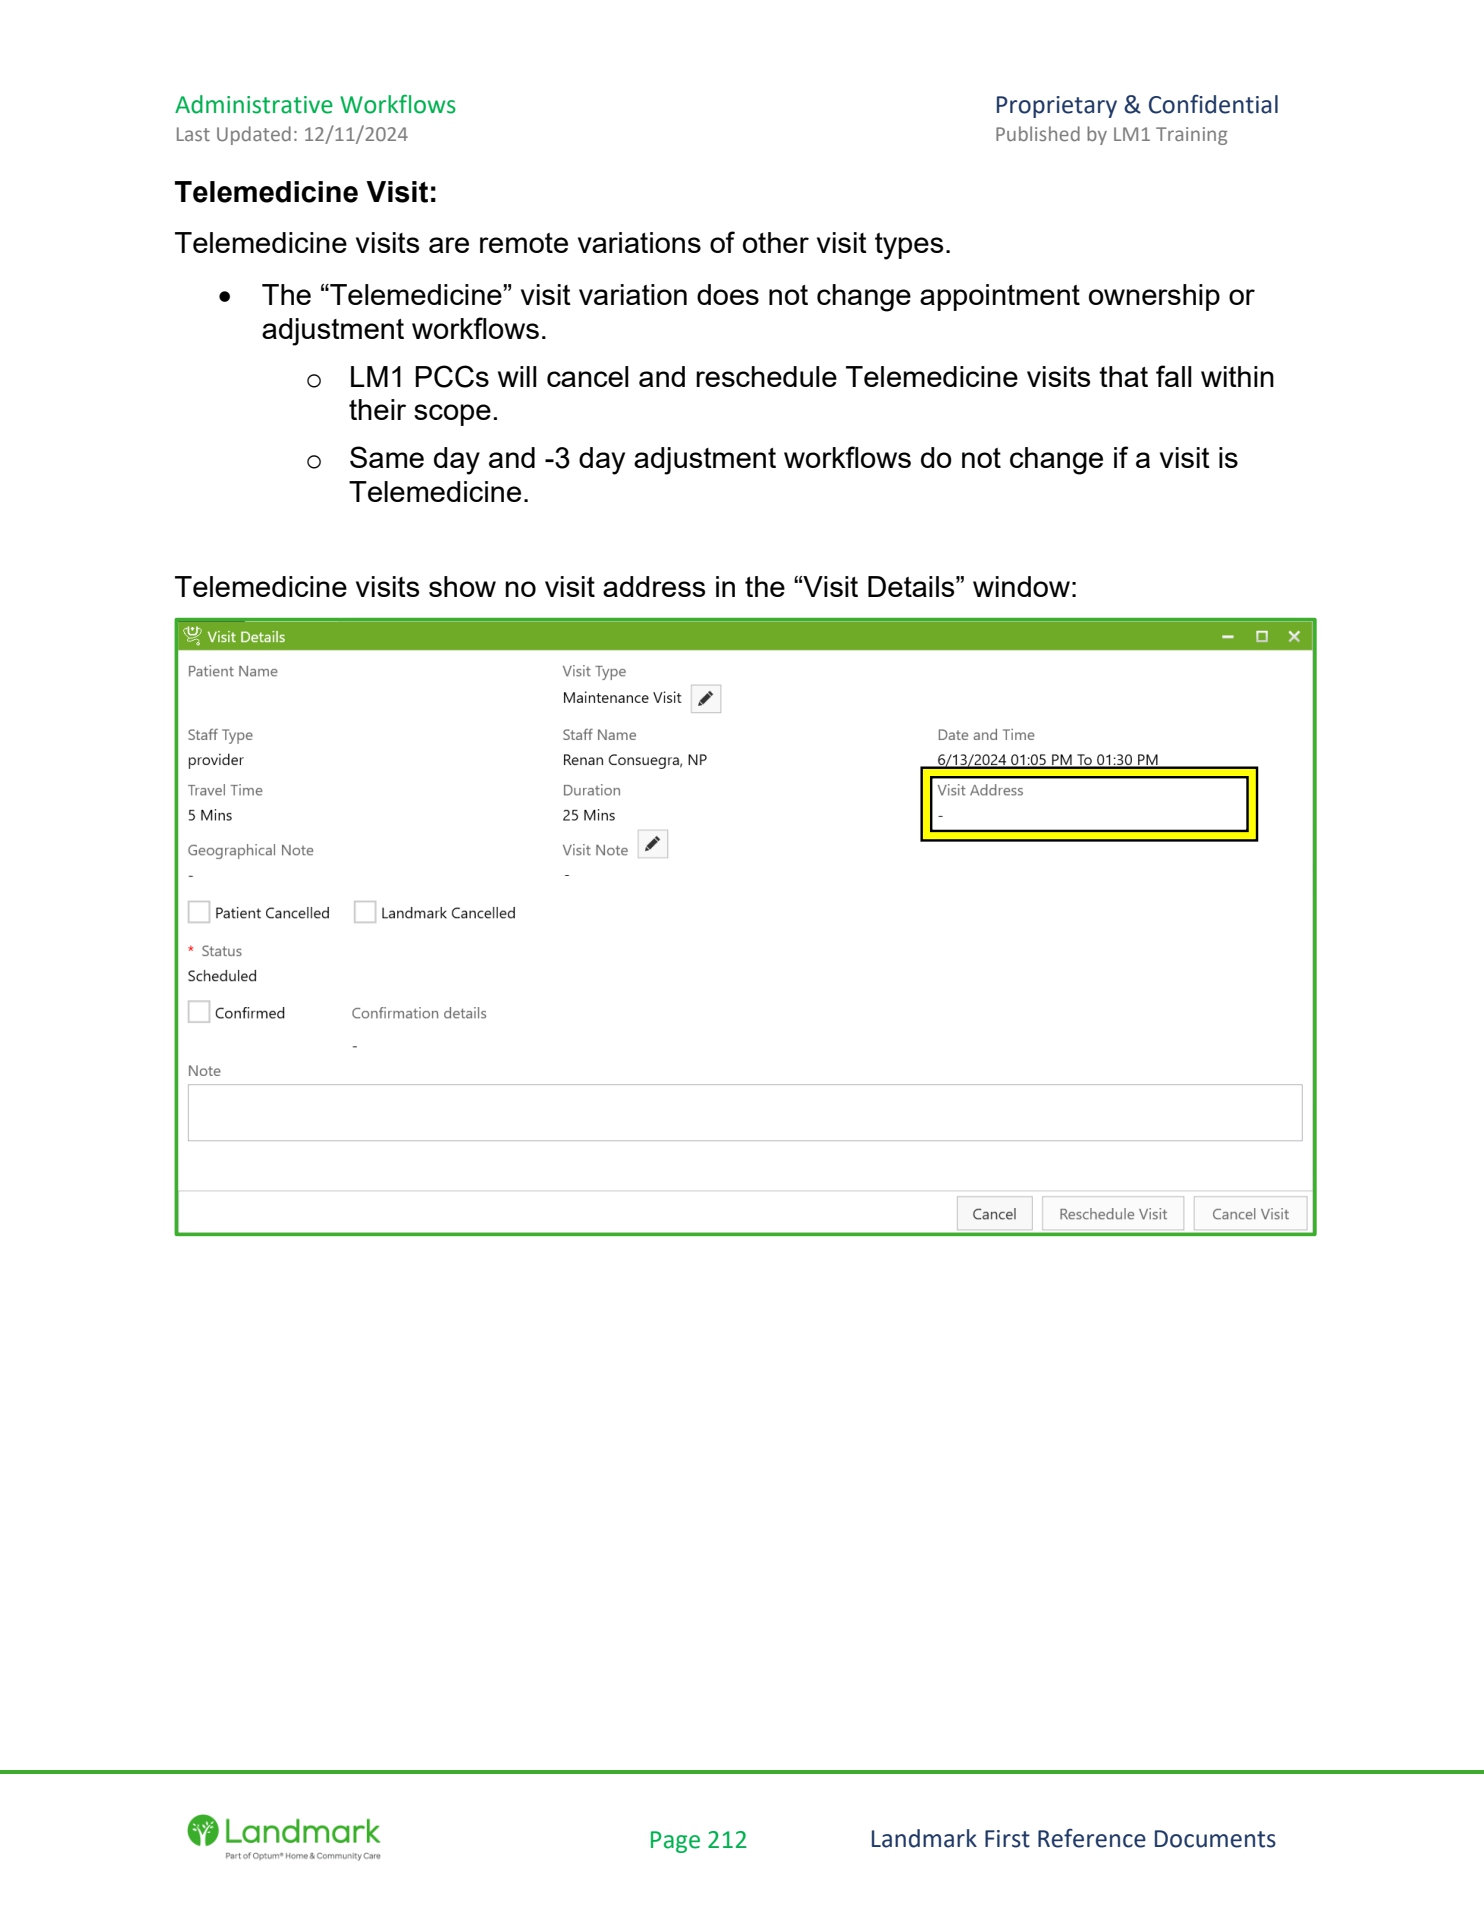 Administrative Workflows
Proprietary & Confidential
Last Updated: 12/11/2024
Published by LM1 Training
Telemedicine Visit:
Telemedicine visits are remote variations of other visit types.
• The “Telemedicine” visit variation does not change appointment ownership or
adjustment workflows.
o LM1 PCCs will cancel and reschedule Telemedicine visits that fall within
their scope.
o Same day and -3 day adjustment workflows do not change if a visit is
Telemedicine.
Telemedicine visits show no visit address in the “Visit Details” window:
Visit Details
Patient Name
Visit Type
Maintenance Visit
Staff Type
Staff Name
Date and Time
provider
Renan Consuegra, NP
6/13/2024 01:05 PM To 01:30 PM
Travel Time
Duration
Visit Address
5 Mins
25 Mins
-
Geographical Note
Visit Note
-
-
Patient Cancelled
Landmark Cancelled
* Status
Scheduled
Confirmed
Confirmation details
-
Note
Cancel
Reschedule Visit
Cancel Visit
Landmark
Part of Optum® Home & Community Care
Page 212
Landmark First Reference Documents